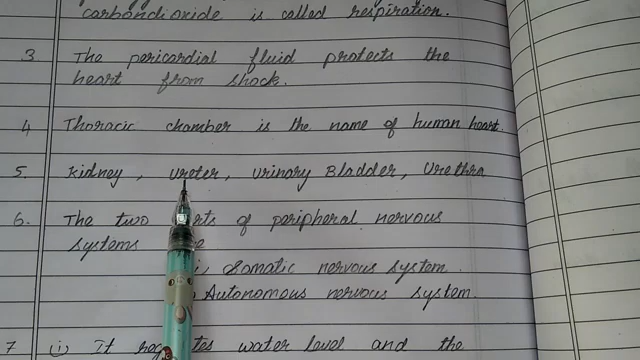 carbondioxide is called respiration.
3 The pericardial fluid protects the
heart from shock.
4 Thoracic chamber is the name of human heart.
5. Kidney, Ureter, Urinary Bladder, Urethra
6. The two of peripheral nervous
systems
i, Somatic nervous system
Autonomous nervous system.
7 (i) It water level and the